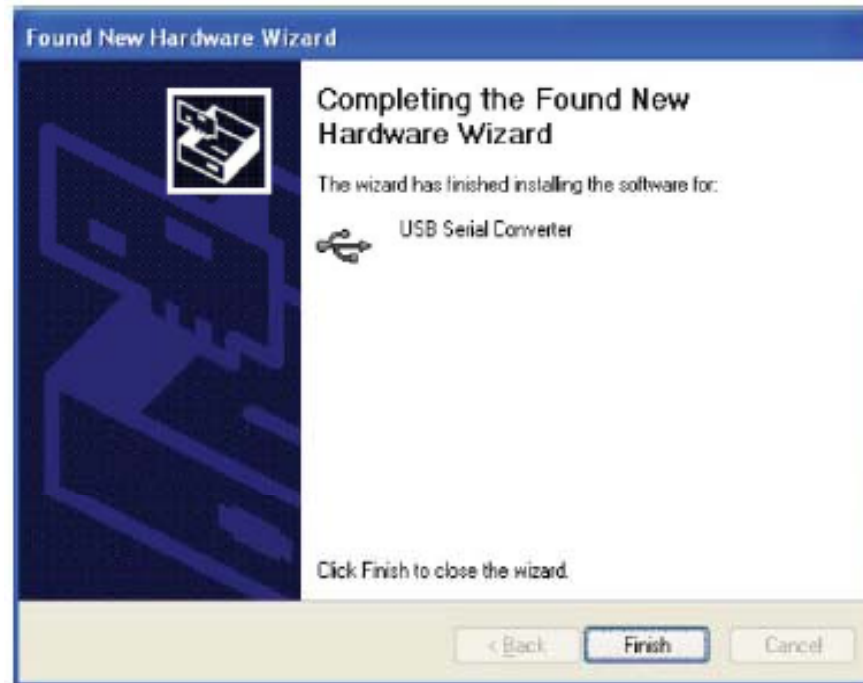 Found New Hardware Wizard
Completing the Found New
Hardware Wizard
The wizard has finished installing the software for:
USB Serial Converter
Click Finish to close the wizard.
< Back
Finish
Cancel